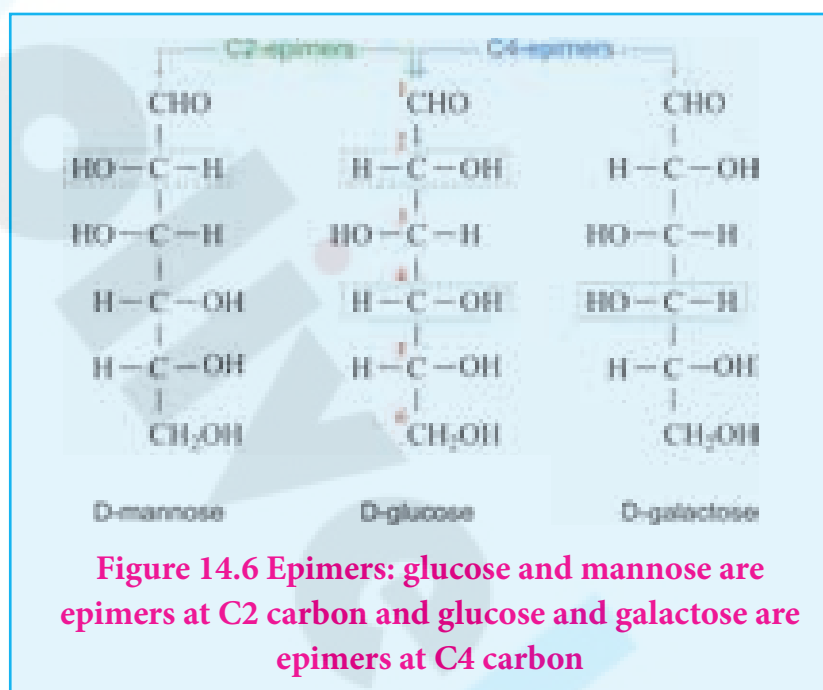 C2-epimers C4-epimers
CHO CHO CHO
HO—C—H H—C—OH H—C—OH
HO—C—H HO—C—H HO—C—H
H—C—OH H—C—OH HO—C—H
H—C—OH H—C—OH H—C—OH
CH₂OH CH₂OH CH₂OH
D-mannose D-glucose D-galactose
Figure 14.6 Epimers: glucose and mannose are
epimers at C2 carbon and glucose and galactose are
epimers at C4 carbon